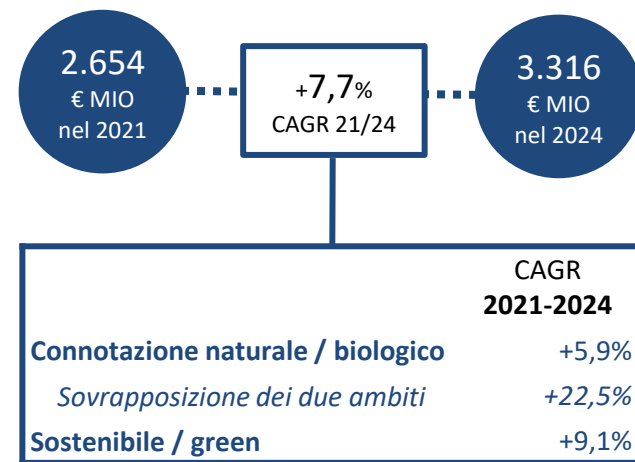 2.654
€ MIO
nel 2021
+7,7%
CAGR 21/24
3.316
€ MIO
nel 2024
CAGR
2021-2024
Connotazione naturale / biologico +5,9%
Sovrapposizione dei due ambiti +22,5%
Sostenibile / green +9,1%